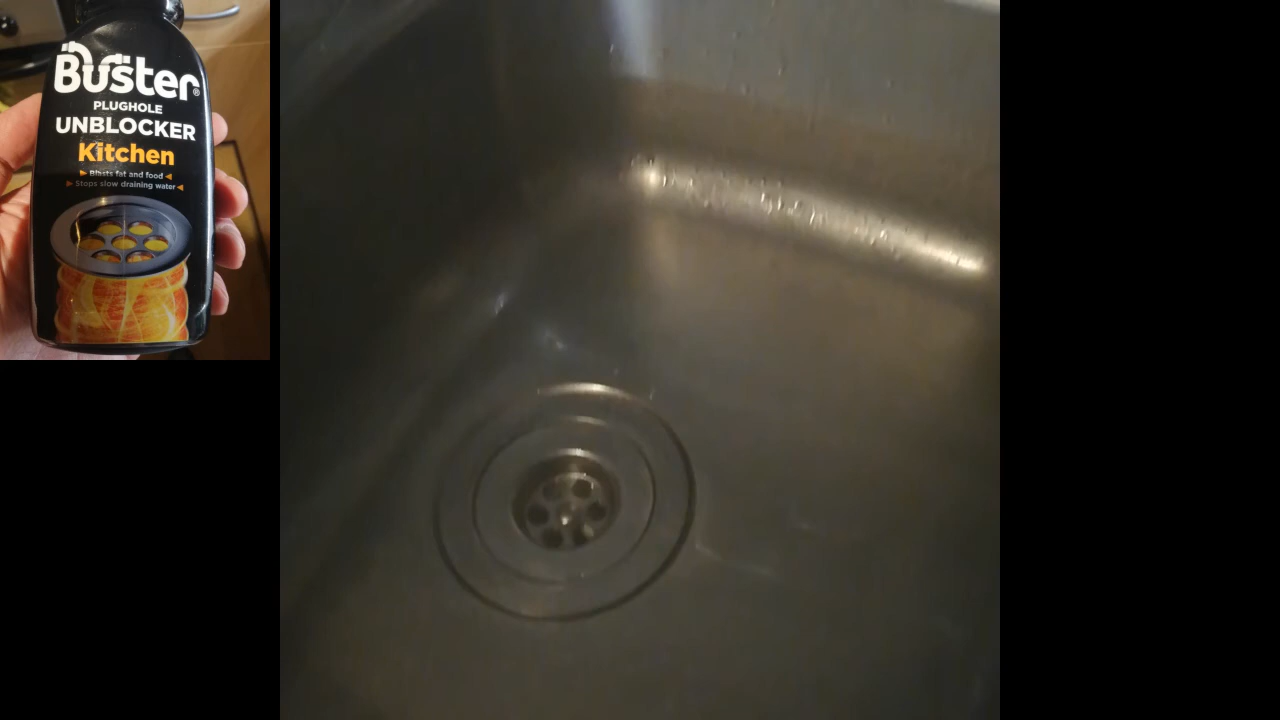 Buster®
PLUGHOLE
UNBLOCKER
Kitchen
Blasts fat and food
Stops slow draining water